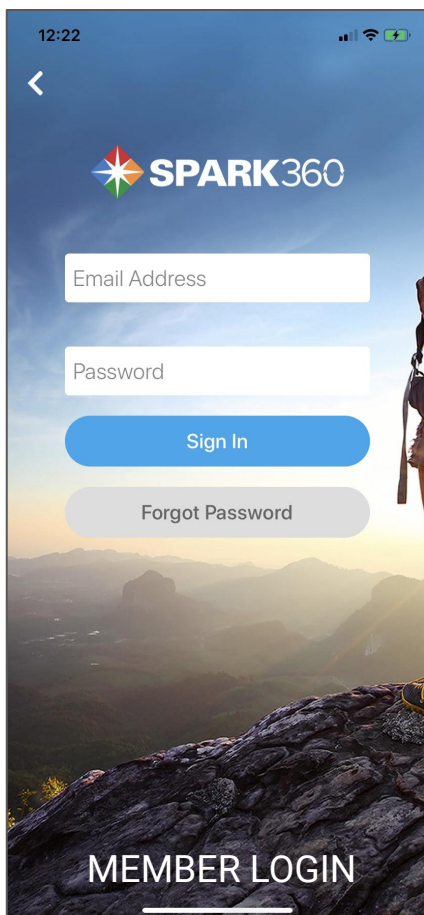 12:22
SPARK360
Email Address
Password
Sign In
Forgot Password
MEMBER LOGIN